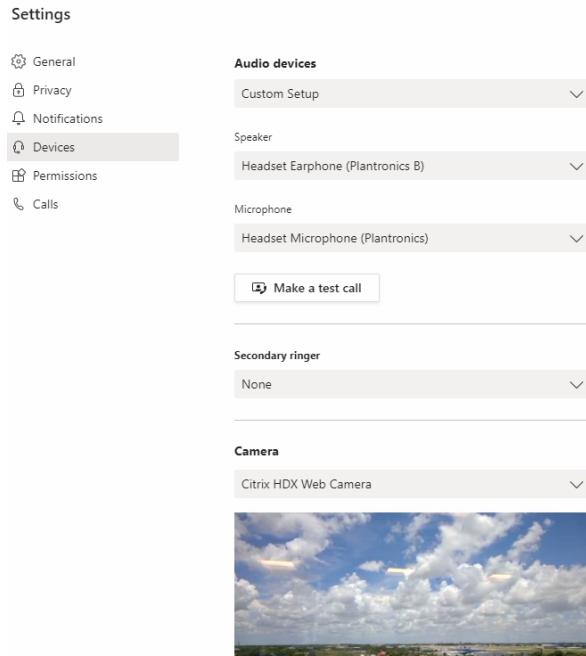 Settings
General
Privacy
Notifications
Devices
Permissions
Calls
Audio devices
Custom Setup
Speaker
Headset Earphone (Plantronics B)
Microphone
Headset Microphone (Plantronics)
Make a test call
Secondary ringer
None
Camera
Citrix HDX Web Camera